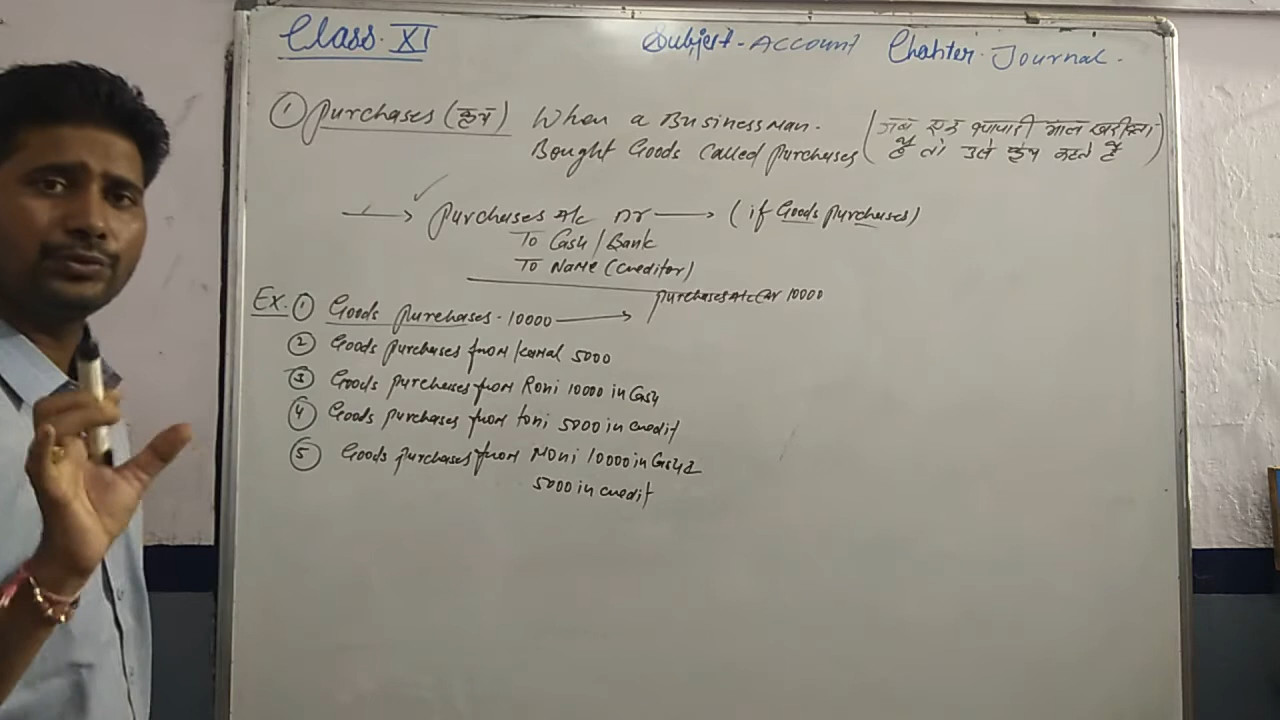 Class. XI
Subject - Account Chapter. Journal.
① Purchases (क्रय) When a Businessman. (जब एक व्यापारी माल खरीदता
Bought Goods Called Purchases है तो उसे क्रय कहते है)
→ Purchases A/c Dr → (if Goods Purchases)
To Cash/Bank
To Name (Creditor)
Ex. ① Goods purchases - 10000 → purchases A/c Dr 10000
② Goods purchases from Kamal 5000
③ Goods purchases from Roni 10000 in Cash
④ Goods purchases from toni 5000 in credit
⑤ Goods purchases from Moni 10000 in Cash &
5000 in credit